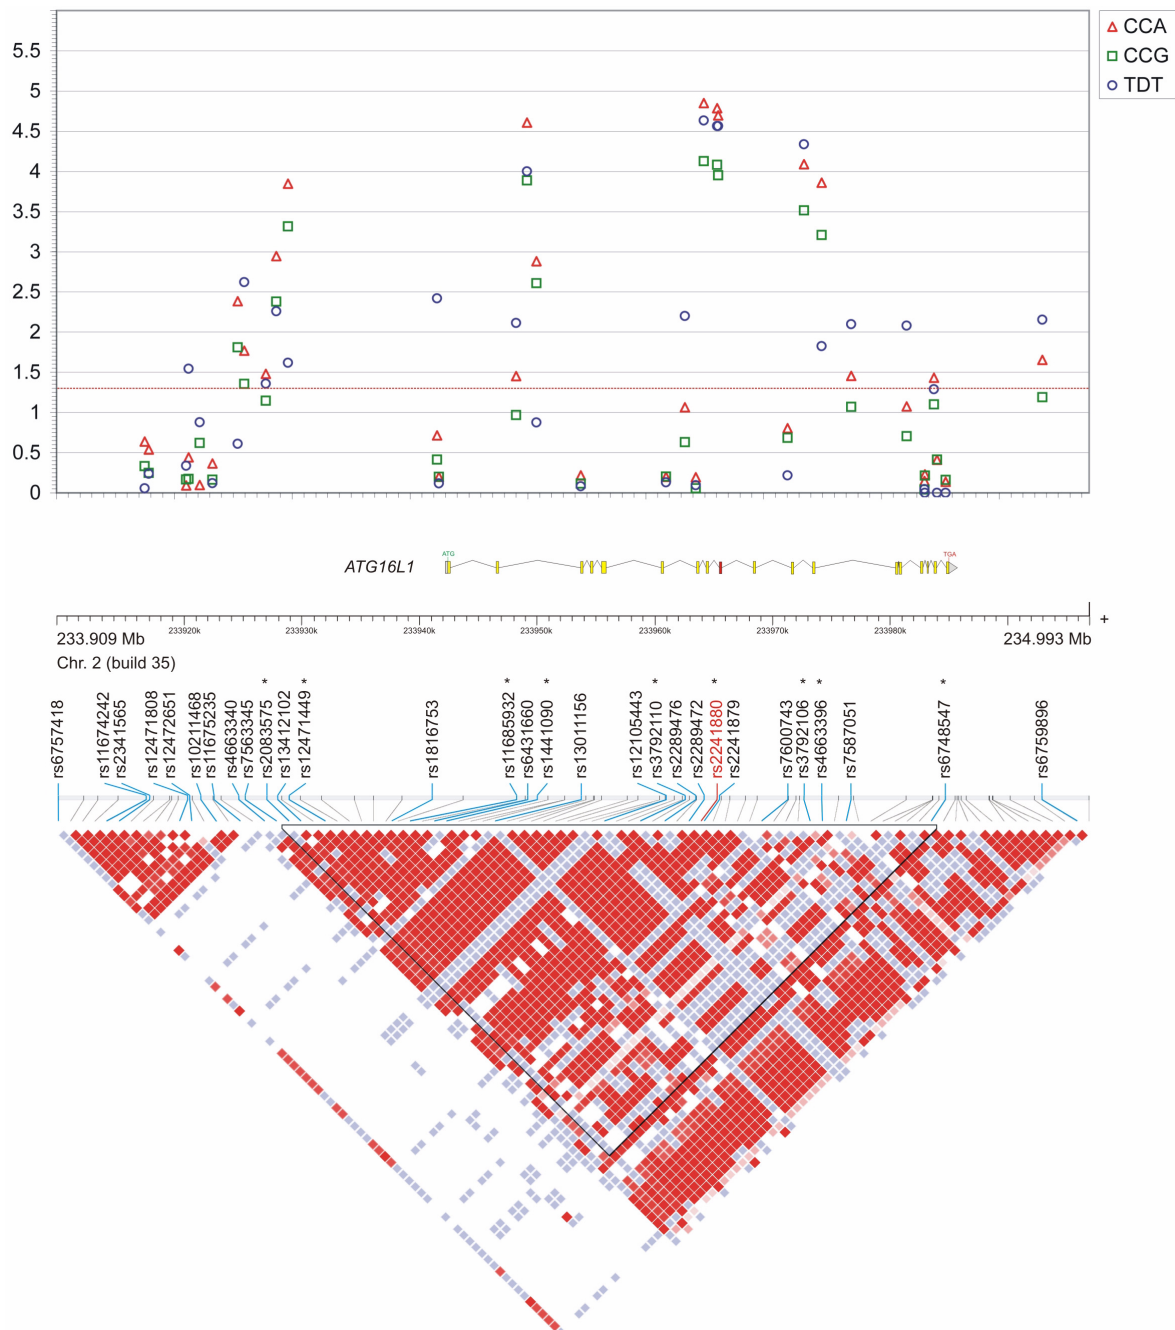 CCA
CCG
TDT
5.5
5
4.5
4
3.5
3
2.5
2
1.5
1
0.5
0
ATG16L1
ATG
TGA
233920k
233930k
233940k
233950k
233960k
233970k
233980k
+
233.909 Mb
234.993 Mb
Chr. 2 (build 35)
* * * * * * * * *
rs6757418
rs11674242
rs2341565
rs12471808
rs12472651
rs10211468
rs11675235
rs4663340
rs7563345
rs2083575
rs13412102
rs12471449
rs1816753
rs11685932
rs6431660
rs1441090
rs13011156
rs12105443
rs3792110
rs2289476
rs2289472
rs2241880
rs2241879
rs7600743
rs3792106
rs4663396
rs7587051
rs6748547
rs6759896